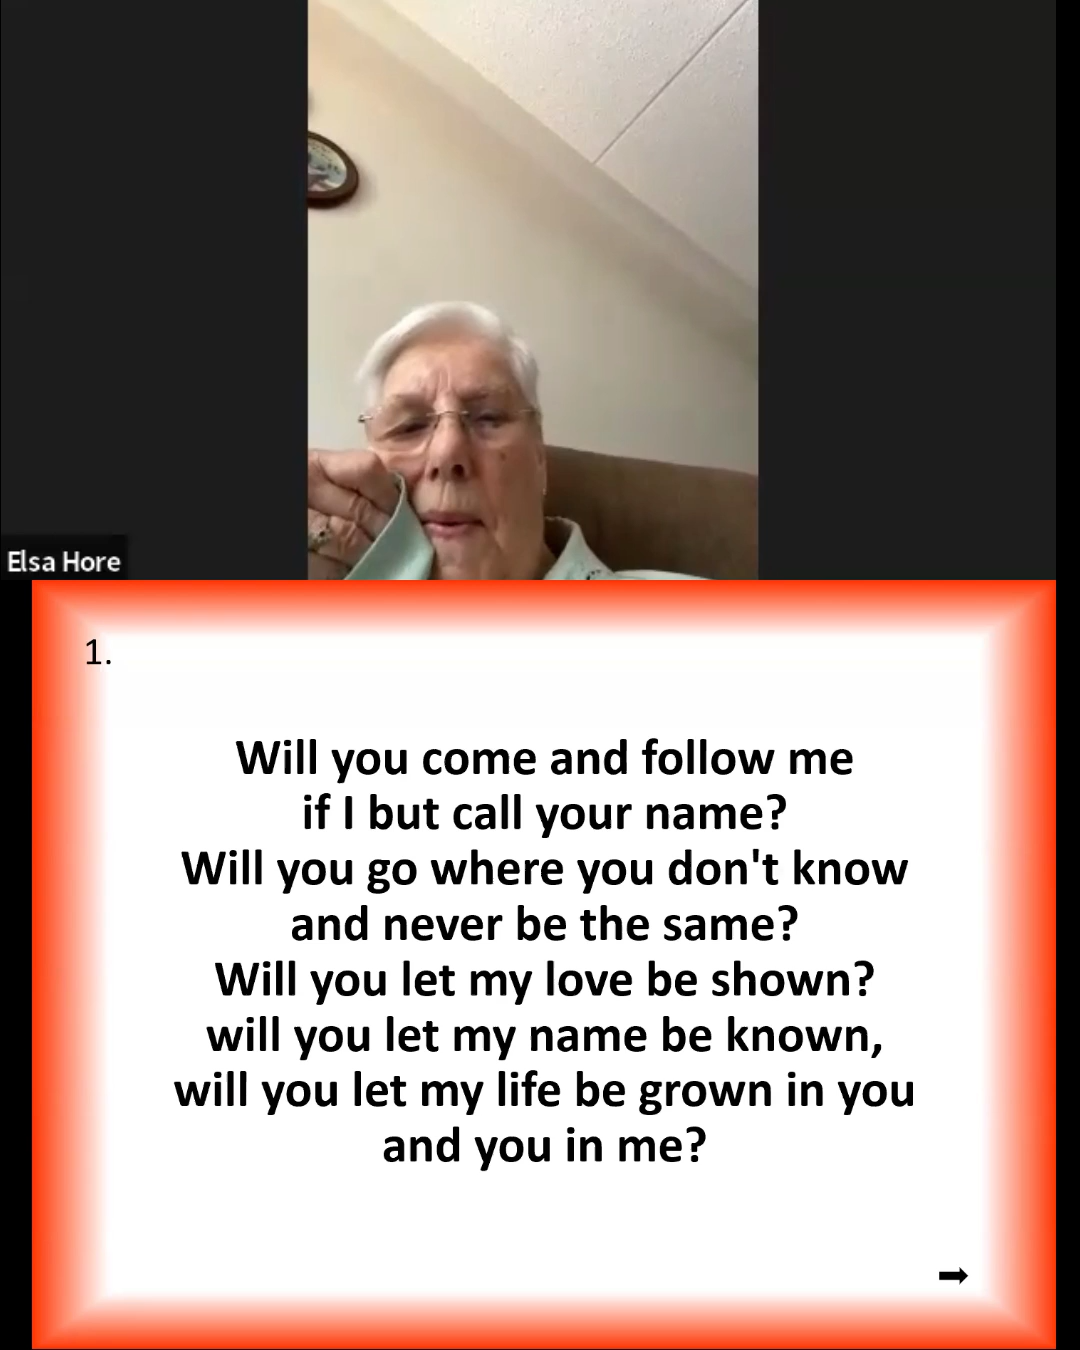 Elsa Hore
1.
Will you come and follow me
if I but call your name?
Will you go where you don't know
and never be the same?
Will you let my love be shown?
will you let my name be known,
will you let my life be grown in you
and you in me?